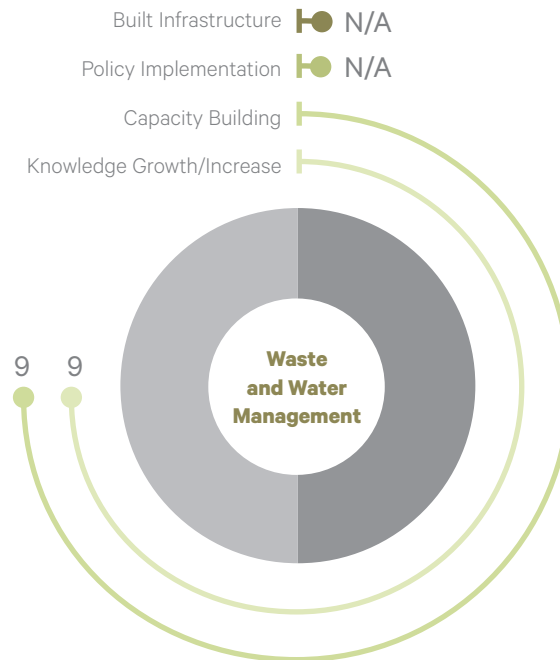 Built Infrastructure N/A
Policy Implementation N/A
Capacity Building
Knowledge Growth/Increase
9 9
Waste
and Water
Management